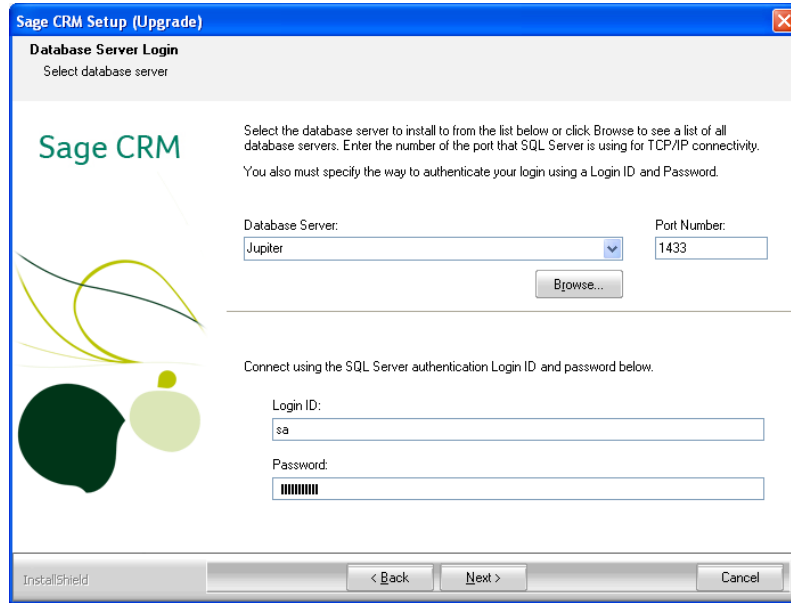 Sage CRM Setup (Upgrade)
Database Server Login
Select database server
Sage CRM
Select the database server to install to from the list below or click Browse to see a list of all
database servers. Enter the number of the port that SQL Server is using for TCP/IP connectivity.
You also must specify the way to authenticate your login using a Login ID and Password.
Database Server:
Port Number:
Jupiter
1433
Browse...
Connect using the SQL Server authentication Login ID and password below.
Login ID:
sa
Password:
InstallShield
< Back
Next >
Cancel